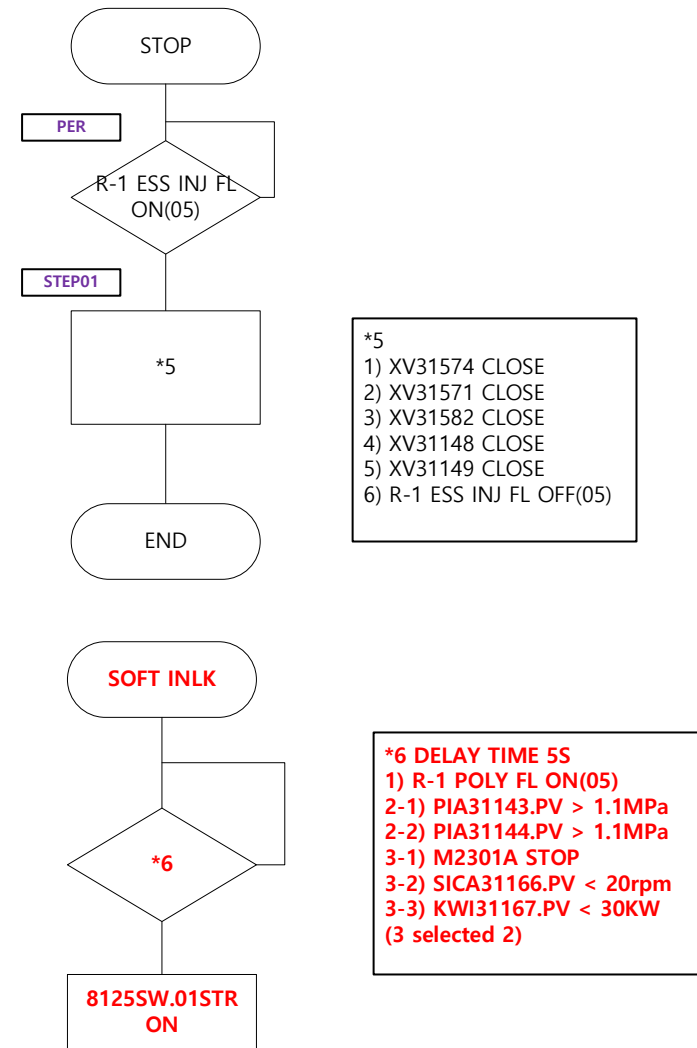 STOP
PER
R-1 ESS INJ FL
ON(05)
STEP01
*5
*5
1) XV31574 CLOSE
2) XV31571 CLOSE
3) XV31582 CLOSE
4) XV31148 CLOSE
5) XV31149 CLOSE
6) R-1 ESS INJ FL OFF(05)
END
SOFT INLK
*6
*6 DELAY TIME 5S
1) R-1 POLY FL ON(05)
2-1) PIA31143.PV > 1.1MPa
2-2) PIA31144.PV > 1.1MPa
3-1) M2301A STOP
3-2) SICA31166.PV < 20rpm
3-3) KWI31167.PV < 30KW
(3 selected 2)
8125SW.01STR
ON